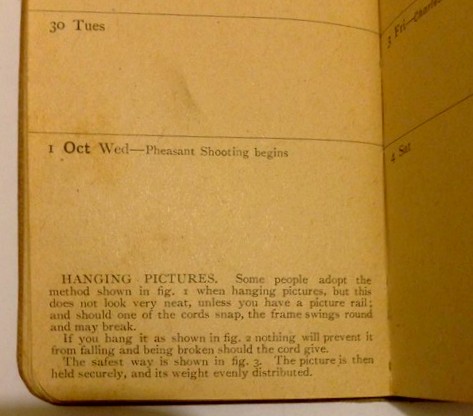 30 Tues
1 Oct Wed—Pheasant Shooting begins
HANGING PICTURES. Some people adopt the
method shown in fig. 1 when hanging pictures, but this
does not look very neat, unless you have a picture rail;
and should one of the cords snap, the frame swings round
and may break.
If you hang it as shown in fig. 2 nothing will prevent it
from falling and being broken should the cord give.
The safest way is shown in fig. 3. The picture is then
held securely, and its weight evenly distributed.
3 Fri—
4 Sat